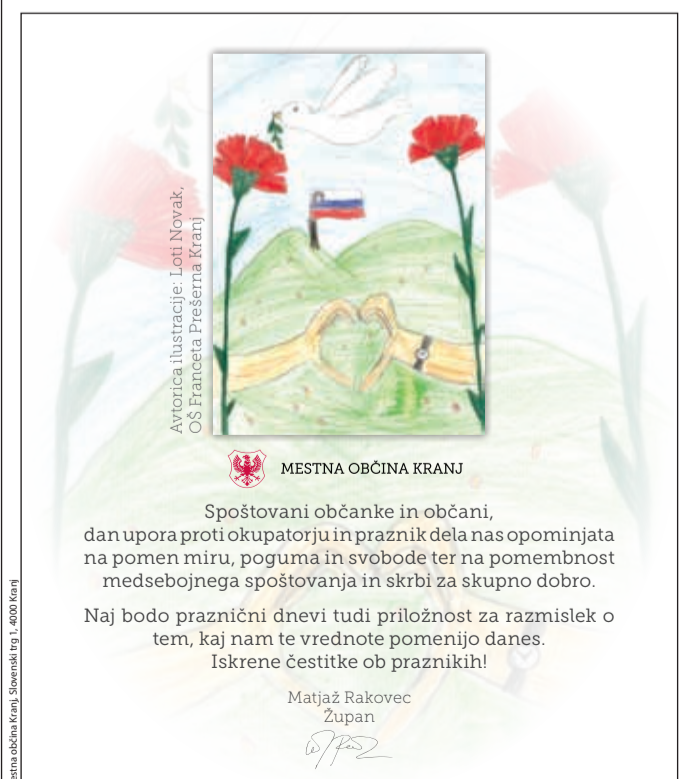 Avtorica ilustracije: Loti Novak,
OŠ Franceta Prešerna Kranj
MESTNA OBČINA KRANJ
Spoštovani občanke in občani,
dan upora proti okupatorju in praznik dela nas opominjata
na pomen miru, poguma in svobode ter na pomembnost
medsebojnega spoštovanja in skrbi za skupno dobro.
Naj bodo praznični dnevi tudi priložnost za razmislek o
tem, kaj nam te vrednote pomenijo danes.
Iskrene čestitke ob praznikih!
Matjaž Rakovec
Župan
občina Kranj, Slovenski trg 1, 4000 Kranj